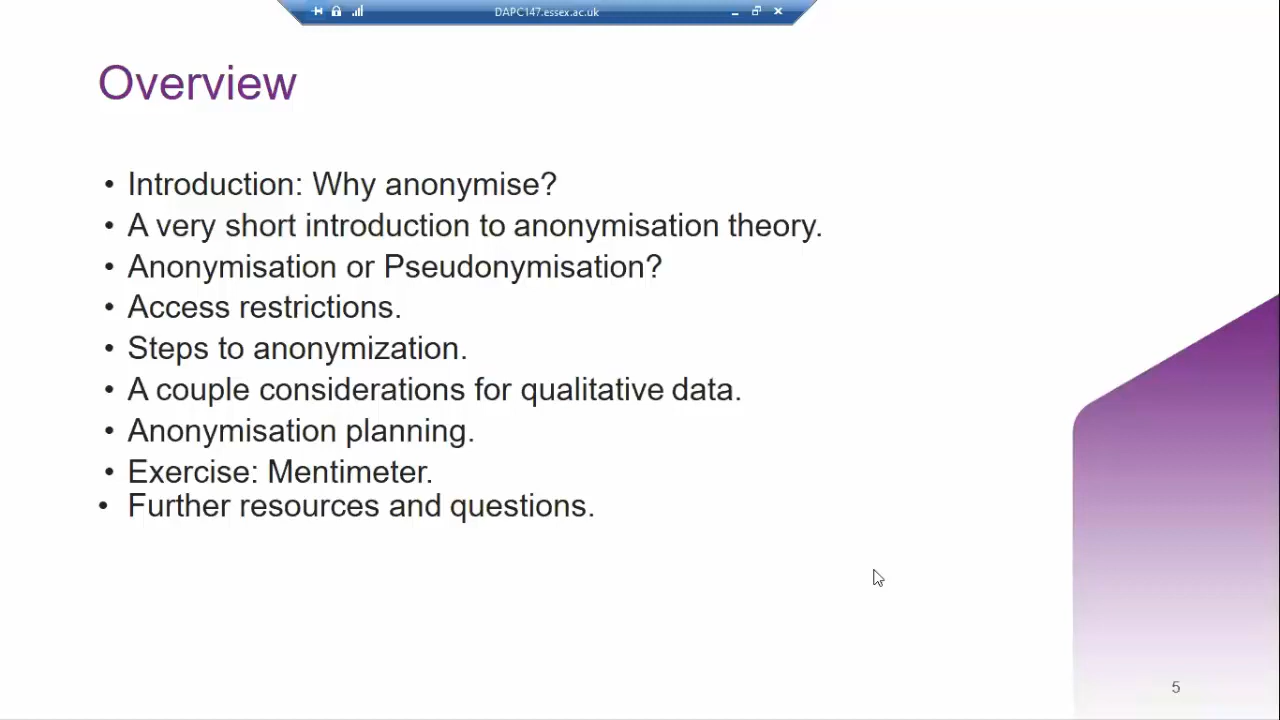 DAPC147.essex.ac.uk
Overview
• Introduction: Why anonymise?
• A very short introduction to anonymisation theory.
• Anonymisation or Pseudonymisation?
• Access restrictions.
• Steps to anonymization.
• A couple considerations for qualitative data.
• Anonymisation planning.
• Exercise: Mentimeter.
• Further resources and questions.
5